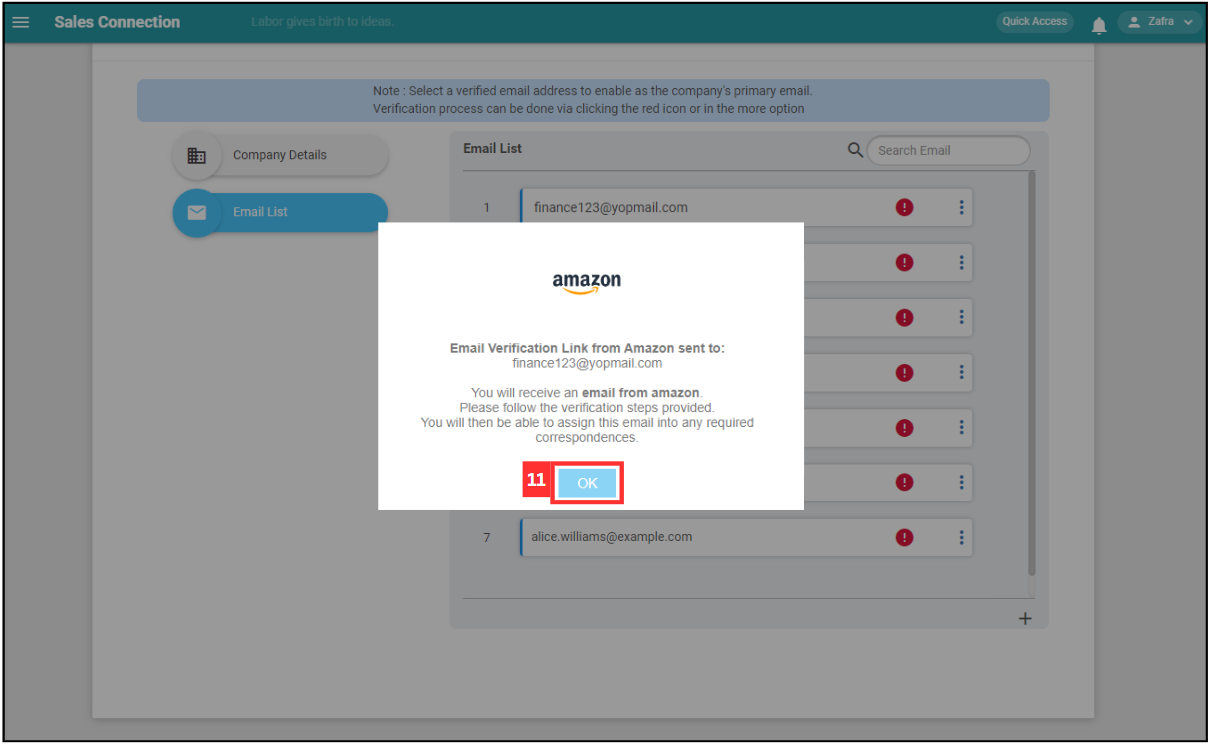 Sales Connection
Labor gives birth to ideas.
Quick Access
Zafra
Note : Select a verified email address to enable as the company's primary email.
Verification process can be done via clicking the red icon or in the more option
Company Details
Email List
Email List
Search Email
1
finance123@yopmail.com
amazon
Email Verification Link from Amazon sent to:
finance123@yopmail.com
You will receive an email from amazon.
Please follow the verification steps provided.
You will then be able to assign this email into any required
correspondences.
11
OK
7
alice.williams@example.com